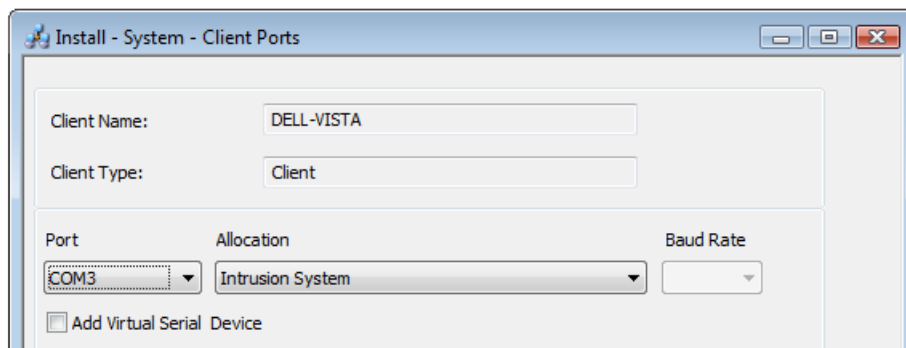 Install - System - Client Ports
Client Name: DELL-VISTA
Client Type: Client
Port Allocation Baud Rate
COM3 Intrusion System
Add Virtual Serial Device